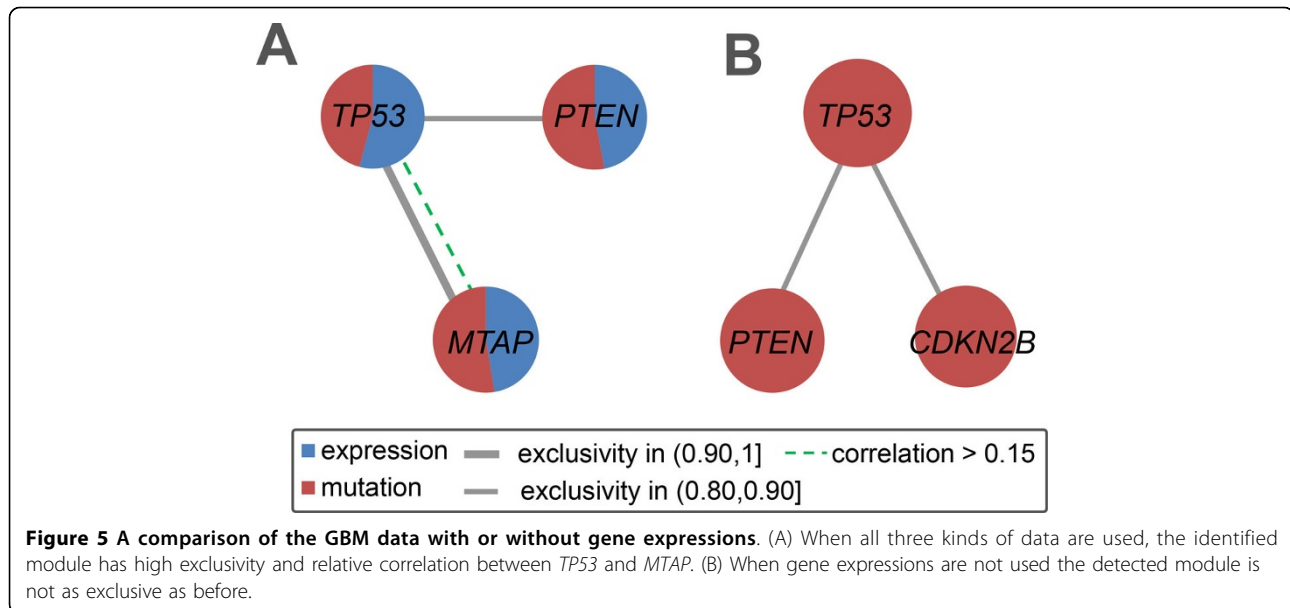 A
B
TP53
PTEN
TP53
MTAP
PTEN
CDKN2B
expression
exclusivity in (0.90,1]
correlation > 0.15
mutation
exclusivity in (0.80,0.90]
Figure 5 A comparison of the GBM data with or without gene expressions. (A) When all three kinds of data are used, the identified
module has high exclusivity and relative correlation between TP53 and MTAP. (B) When gene expressions are not used the detected module is
not as exclusive as before.